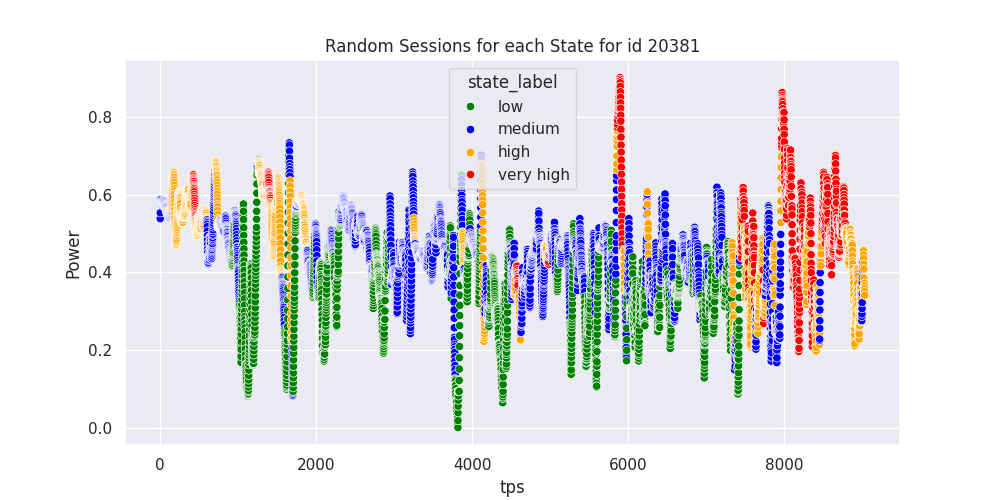 Random Sessions for each State for id 20381
state_label
low
medium
high
very high
Power
0.8
0.6
0.4
0.2
0.0
0 2000 4000 6000 8000
tps